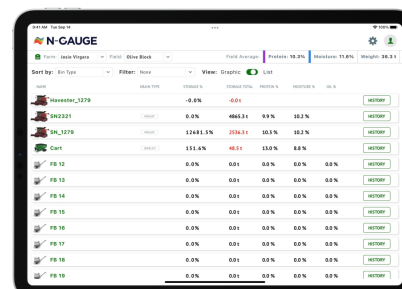 9:41 AM Tue Sep 14 100%
N-GAUGE
Farm: Josie Virgara Field: Olive Block Field Average Protein: 10.3% Moisture: 11.6% Weight: 36.3 t
Sort by: Bin Type Filter: None View: Graphic List
NAME GRAIN TYPE STORAGE % STORAGE TOTAL PROTEIN % MOISTURE % OIL %
Havester_1279 -0.0% -0.0 t HISTORY
SN2321 WHEAT 0.0% 4865.3 t 9.9 % 10.2 % HISTORY
SN_1279 WHEAT 12681.5% 2536.3 t 10.3 % 10.2 % HISTORY
Cart BARLEY 151.6% 48.5 t 13.0 % 8.8 % HISTORY
FB 12 0.0% 0.0 t 0.0 % 0.0 % 0.0 % HISTORY
FB 13 0.0% 0.0 t 0.0 % 0.0 % 0.0 % HISTORY
FB 14 0.0% 0.0 t 0.0 % 0.0 % 0.0 % HISTORY
FB 15 0.0% 0.0 t 0.0 % 0.0 % 0.0 % HISTORY
FB 16 0.0% 0.0 t 0.0 % 0.0 % 0.0 % HISTORY
FB 17 0.0% 0.0 t 0.0 % 0.0 % 0.0 % HISTORY
FB 18 0.0% 0.0 t 0.0 % 0.0 % 0.0 % HISTORY
FB 19 0.0% 0.0 t 0.0 % 0.0 % 0.0 % HISTORY